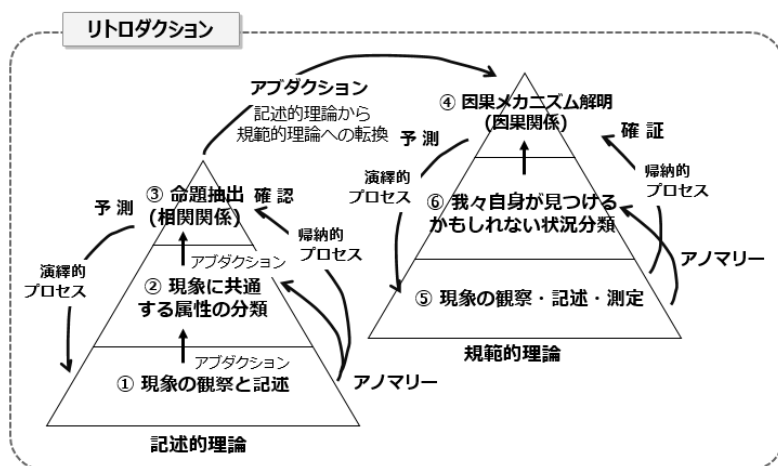 リトロダクション
アブダクション
記述的理論から
規範的理論への転換
④ 因果メカニズム解明
(因果関係)
予 測
確 証
演繹的
プロセス
帰納的
プロセス
⑥ 我々自身が見つける
かもしれない状況分類
アノマリー
⑤ 現象の観察・記述・測定
規範的理論
③ 命題抽出
(相関関係)
予 測
確 認
演繹的
プロセス
帰納的
プロセス
アブダクション
② 現象に共通
する属性の分類
アブダクション
① 現象の観察と記述
アノマリー
記述的理論